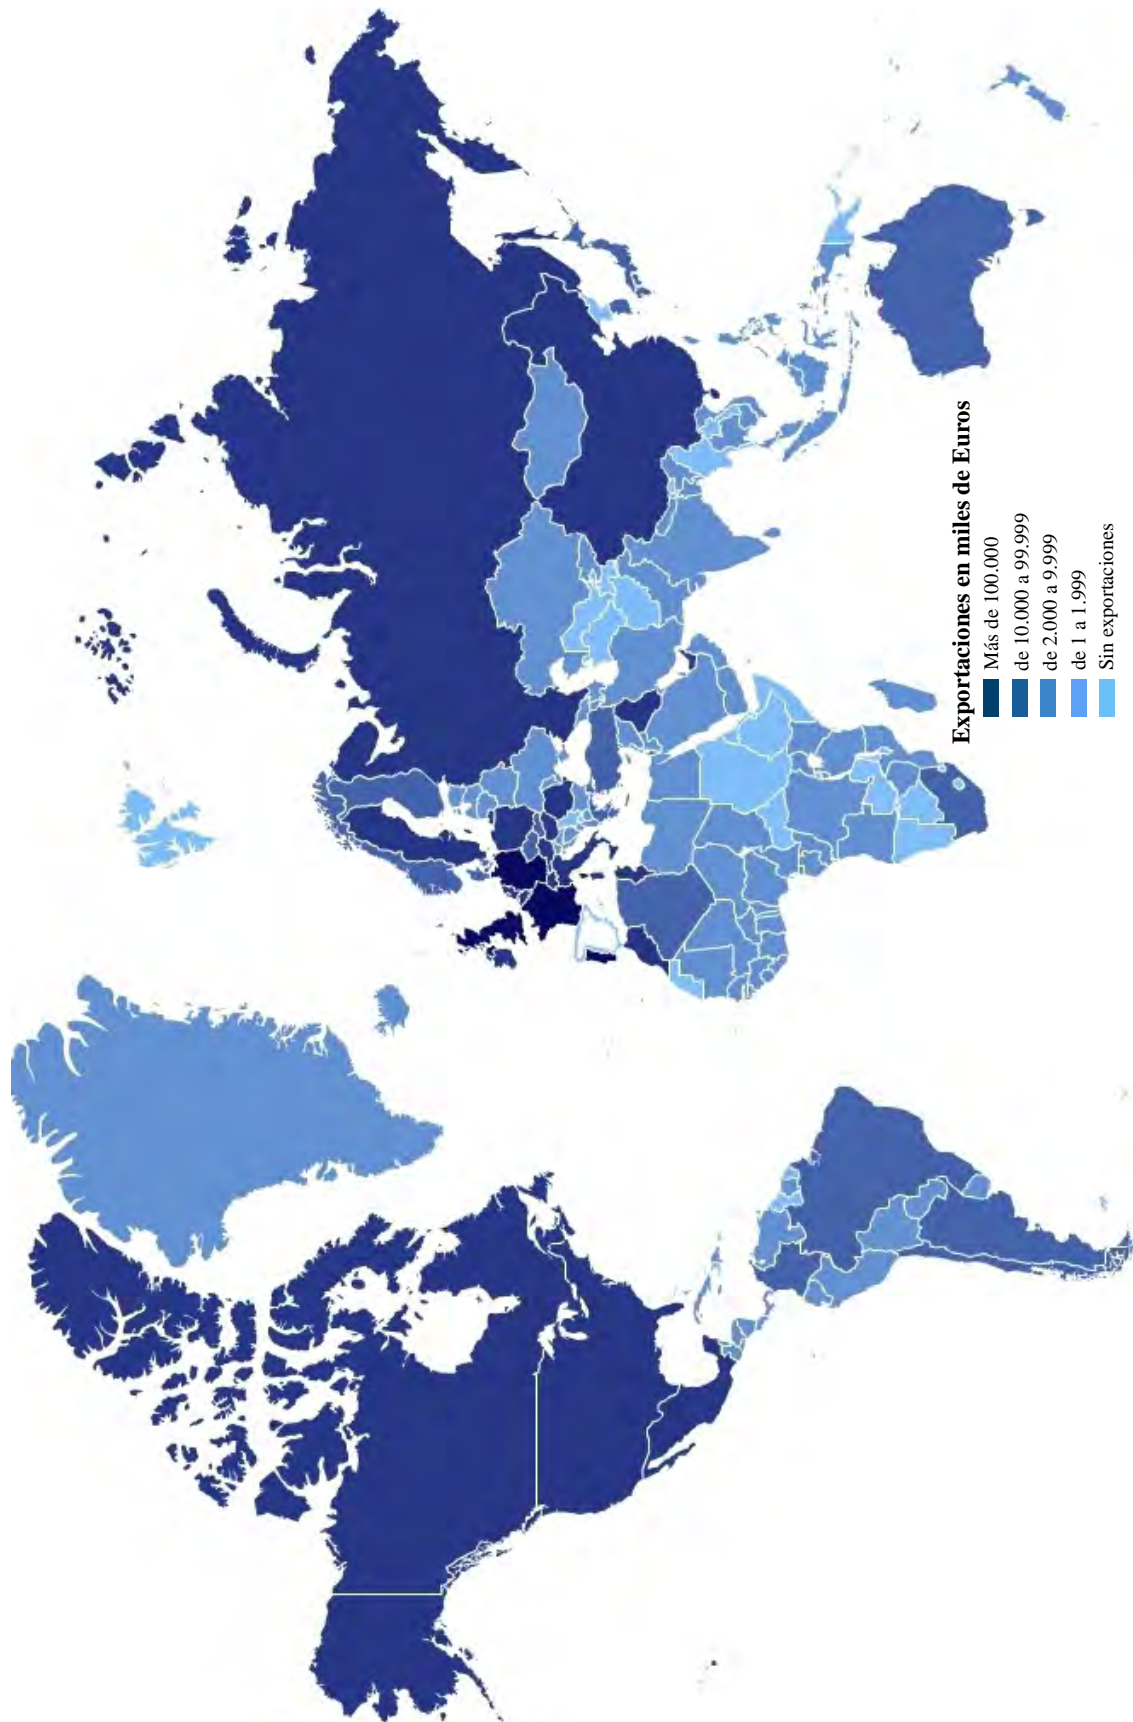 Exportaciones en miles de Euros
Más de 100.000
de 10.000 a 99.999
de 2.000 a 9.999
de 1 a 1.999
Sin exportaciones